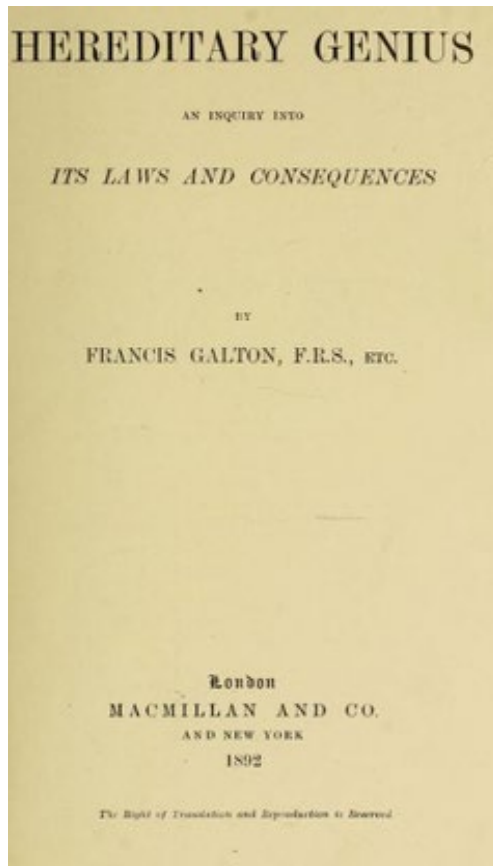 HEREDITARY GENIUS
AN INQUIRY INTO
ITS LAWS AND CONSEQUENCES
BY
FRANCIS GALTON, F.R.S., ETC.
London
MACMILLAN AND CO.
AND NEW YORK
1892
The Right of Translation and Reproduction is Reserved